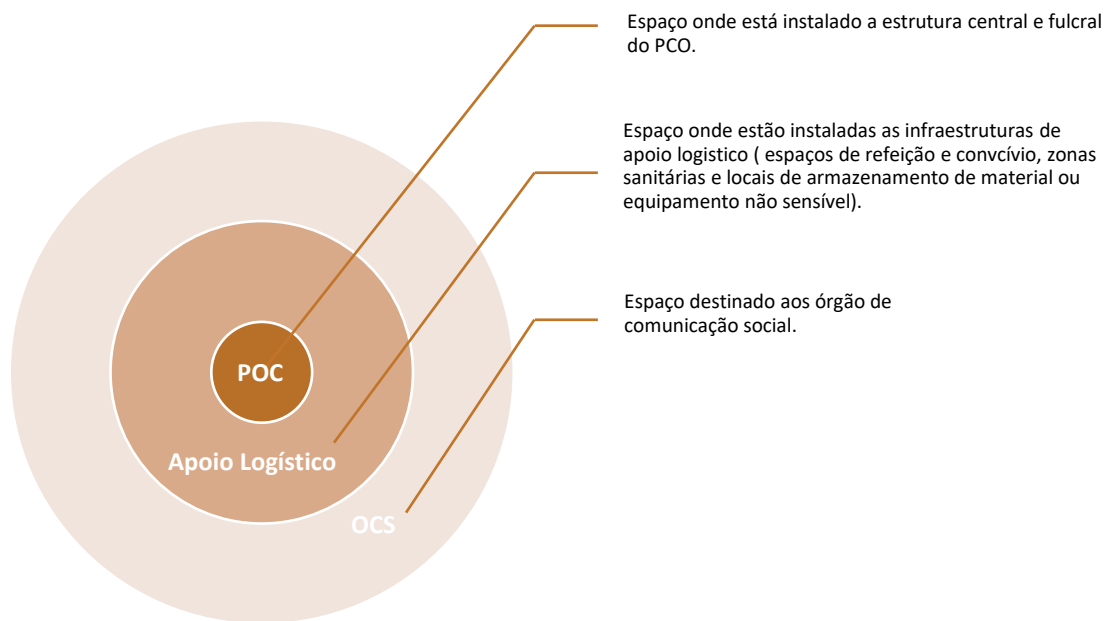 Espaço onde está instalado a estrutura central e fulcral
do PCO.
Espaço onde estão instaladas as infraestruturas de
apoio logistico ( espaços de refeição e convcívio, zonas
sanitárias e locais de armazenamento de material ou
equipamento não sensível).
Espaço destinado aos órgão de
comunicação social.
POC
Apoio Logístico
OCS